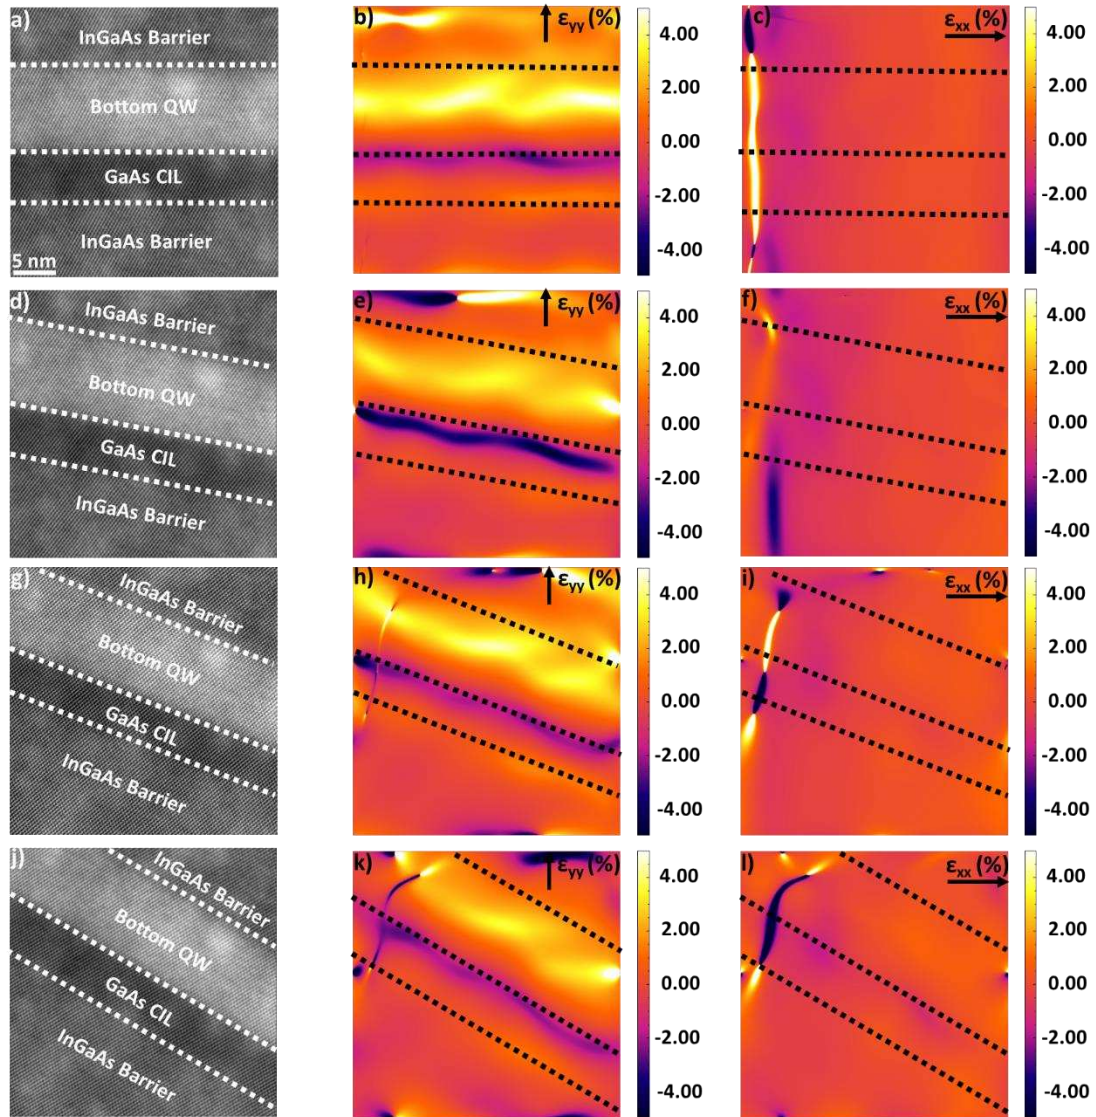 a)
InGaAs Barrier
Bottom QW
GaAs CIL
InGaAs Barrier
5 nm
b)
εyy (%)
4.00
2.00
0.00
-2.00
-4.00
c)
εxx (%)
4.00
2.00
0.00
-2.00
-4.00
d)
InGaAs Barrier
Bottom QW
GaAs CIL
InGaAs Barrier
e)
εyy (%)
4.00
2.00
0.00
-2.00
-4.00
f)
εxx (%)
4.00
2.00
0.00
-2.00
-4.00
g)
InGaAs Barrier
Bottom QW
GaAs CIL
InGaAs Barrier
h)
εyy (%)
4.00
2.00
0.00
-2.00
-4.00
i)
εxx (%)
4.00
2.00
0.00
-2.00
-4.00
j)
InGaAs Barrier
Bottom QW
GaAs CIL
InGaAs Barrier
k)
εyy (%)
4.00
2.00
0.00
-2.00
-4.00
l)
εxx (%)
4.00
2.00
0.00
-2.00
-4.00